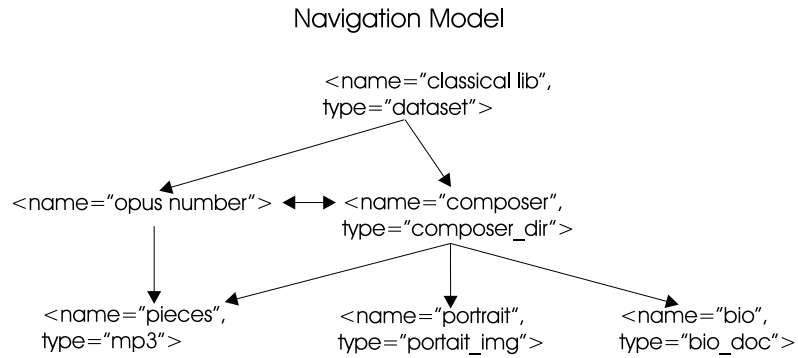 Navigation Model
<name="classical lib",
type="dataset">
<name="opus number">
<name="composer",
type="composer_dir">
<name="pieces",
type="mp3">
<name="portrait",
type="portait_img">
<name="bio",
type="bio_doc">